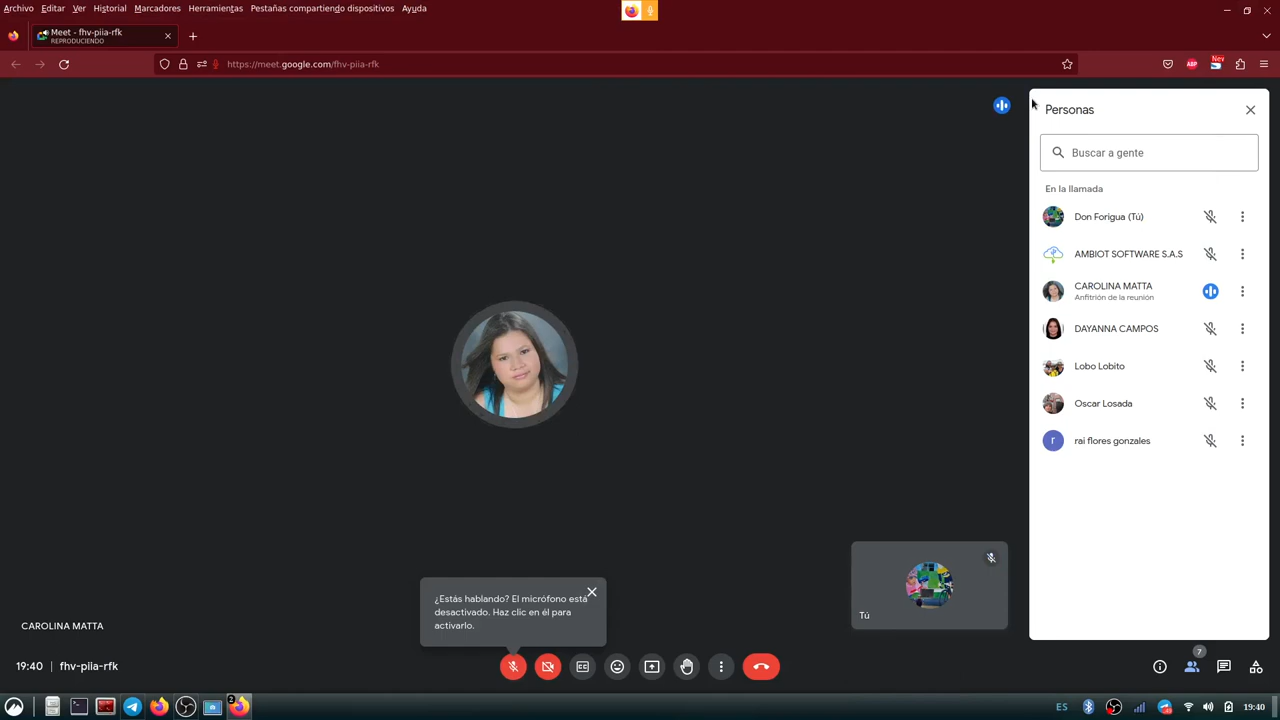 Archivo Editar Ver Historial Marcadores Herramientas Pestañas compartiendo dispositivos Ayuda
Meet - fhv-piia-rfk
REPRODUCIENDO
https://meet.google.com/fhv-piia-rfk
ABP
New
Personas
Buscar a gente
En la llamada
Don Forigua (Tú)
AMBIOT SOFTWARE S.A.S
CAROLINA MATTA
Anfitrión de la reunión
DAYANNA CAMPOS
Lobo Lobito
Oscar Losada
r rai flores gonzales
Tú
¿Estás hablando? El micrófono está
desactivado. Haz clic en él para
activarlo.
CAROLINA MATTA
19:40 | fhv-piia-rfk
7
2
ES
19:40